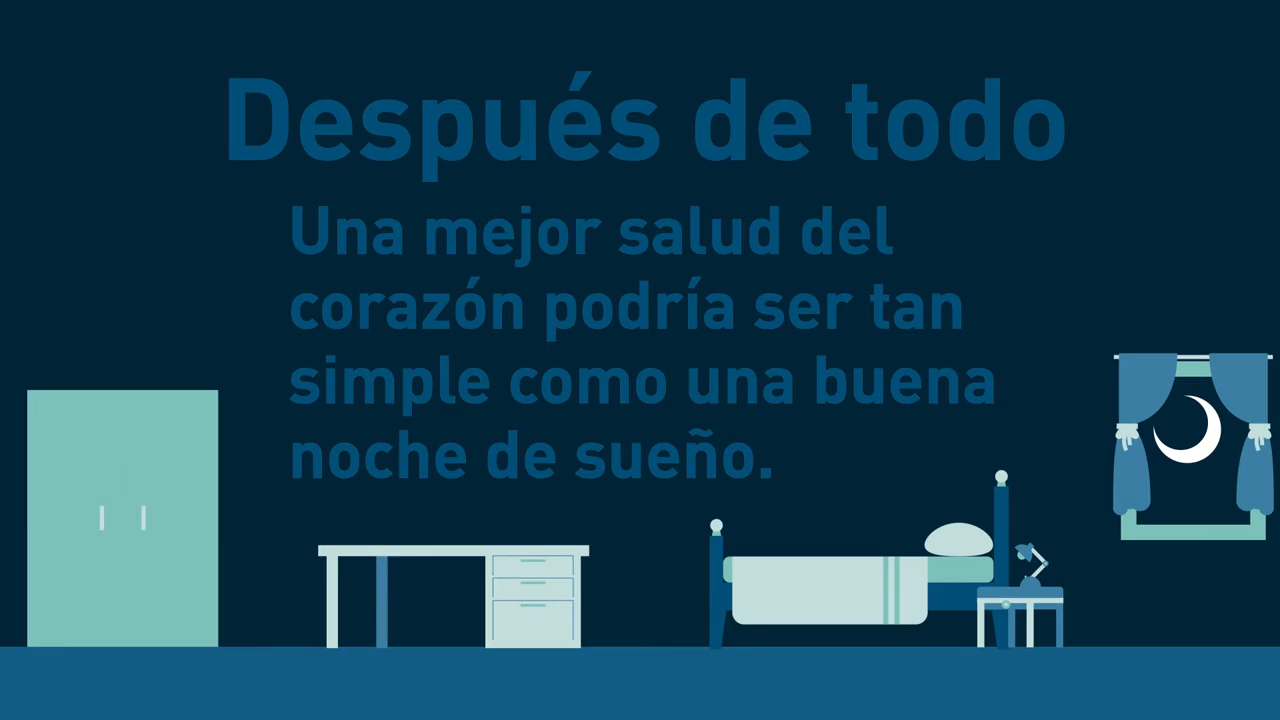 Después de todo
Una mejor salud del
corazón podría ser tan
simple como una buena
noche de sueño.